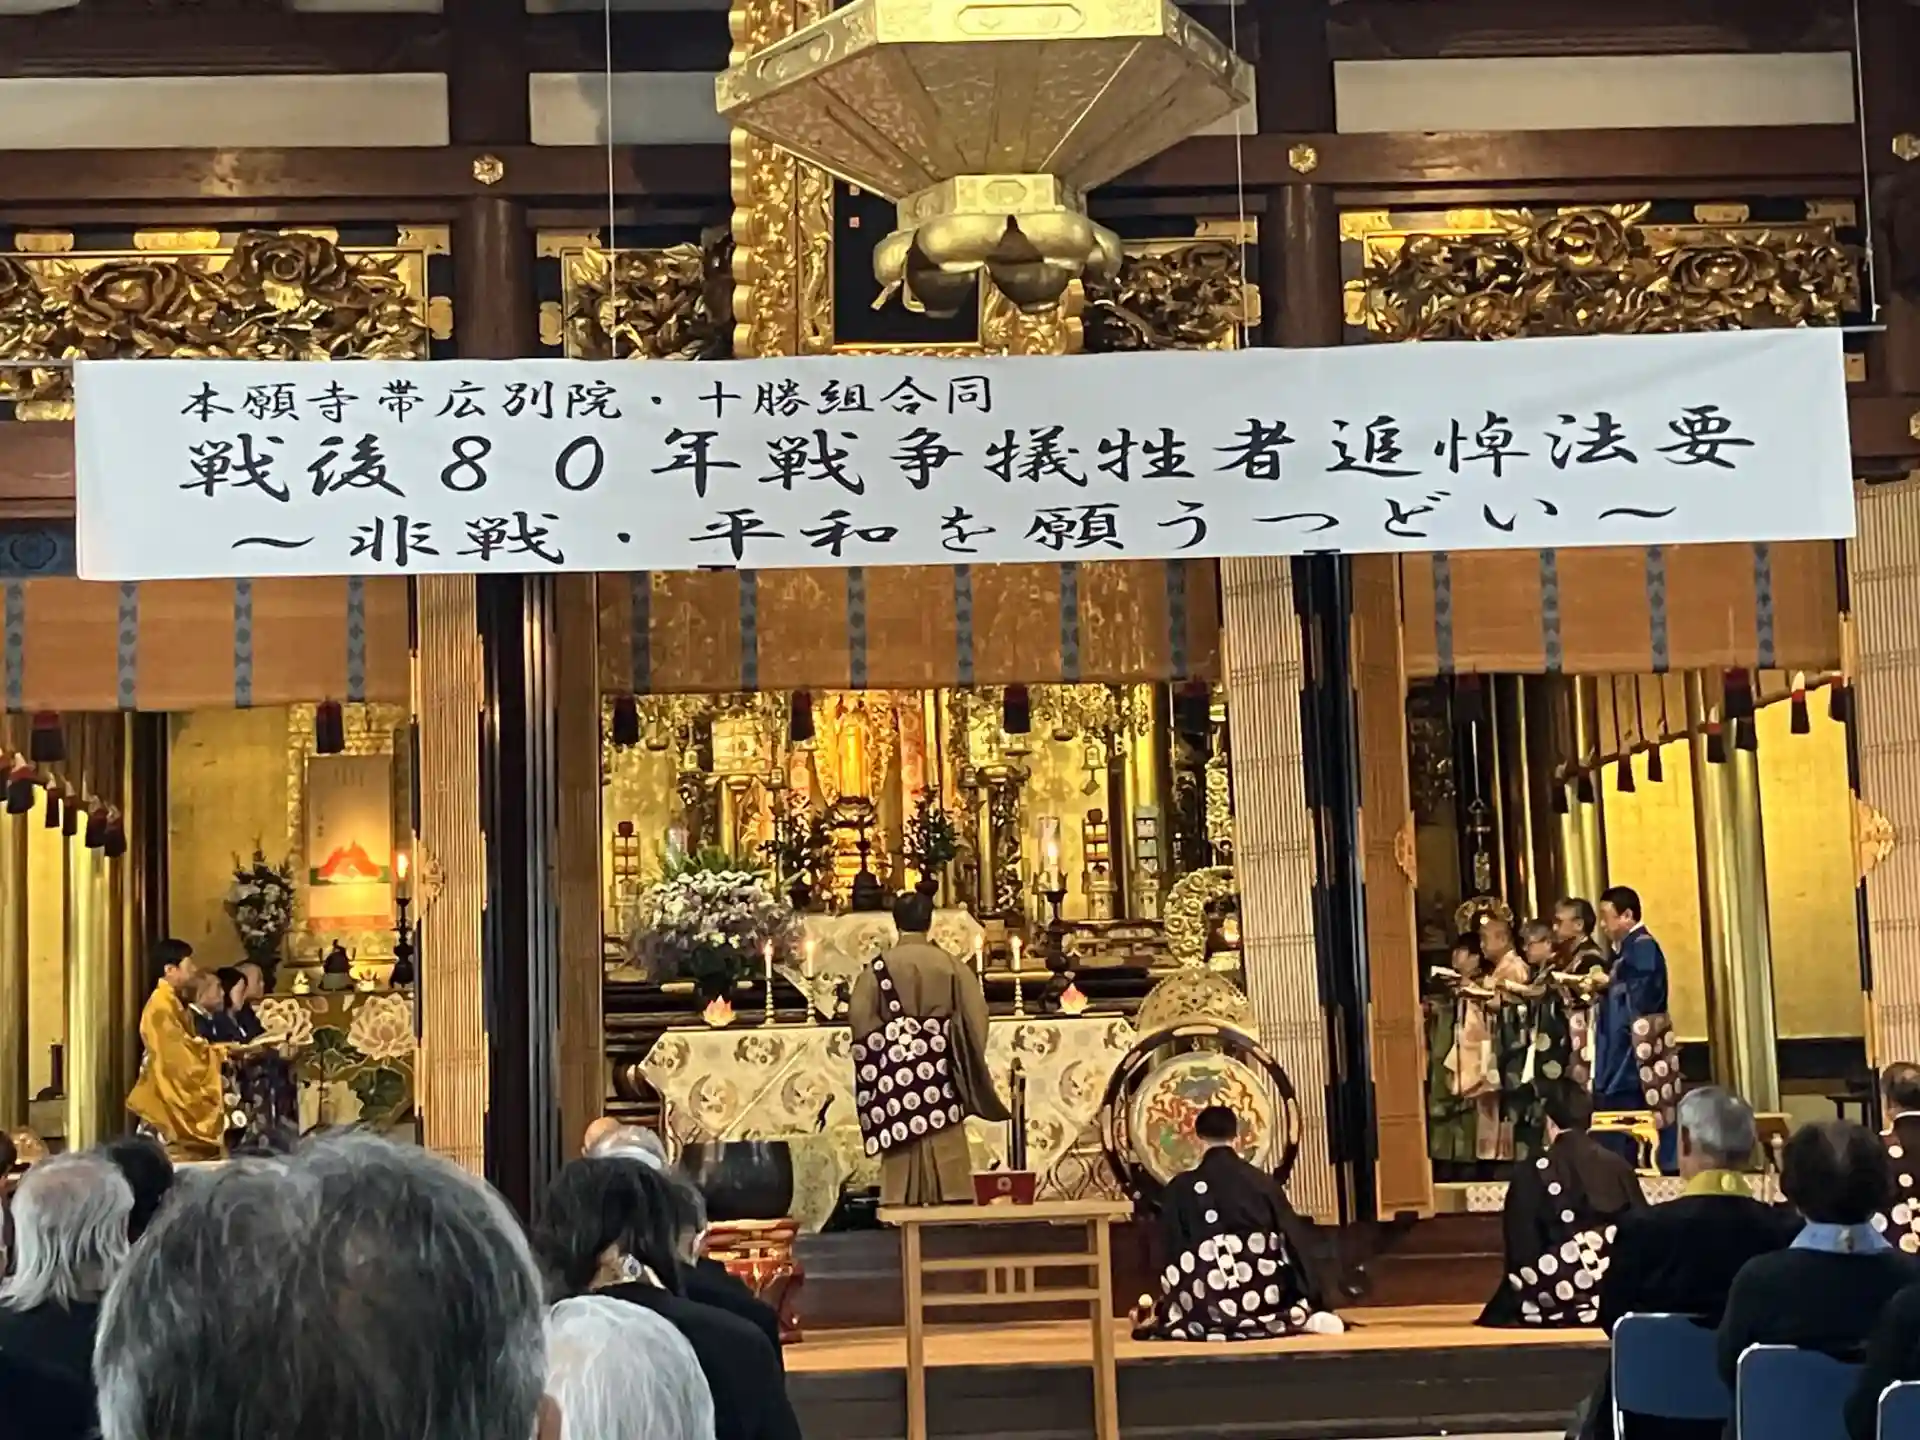 本願寺帯広別院・十勝組合同
戦後80年戦争犠牲者追悼法要
～非戦・平和を願うつどい～